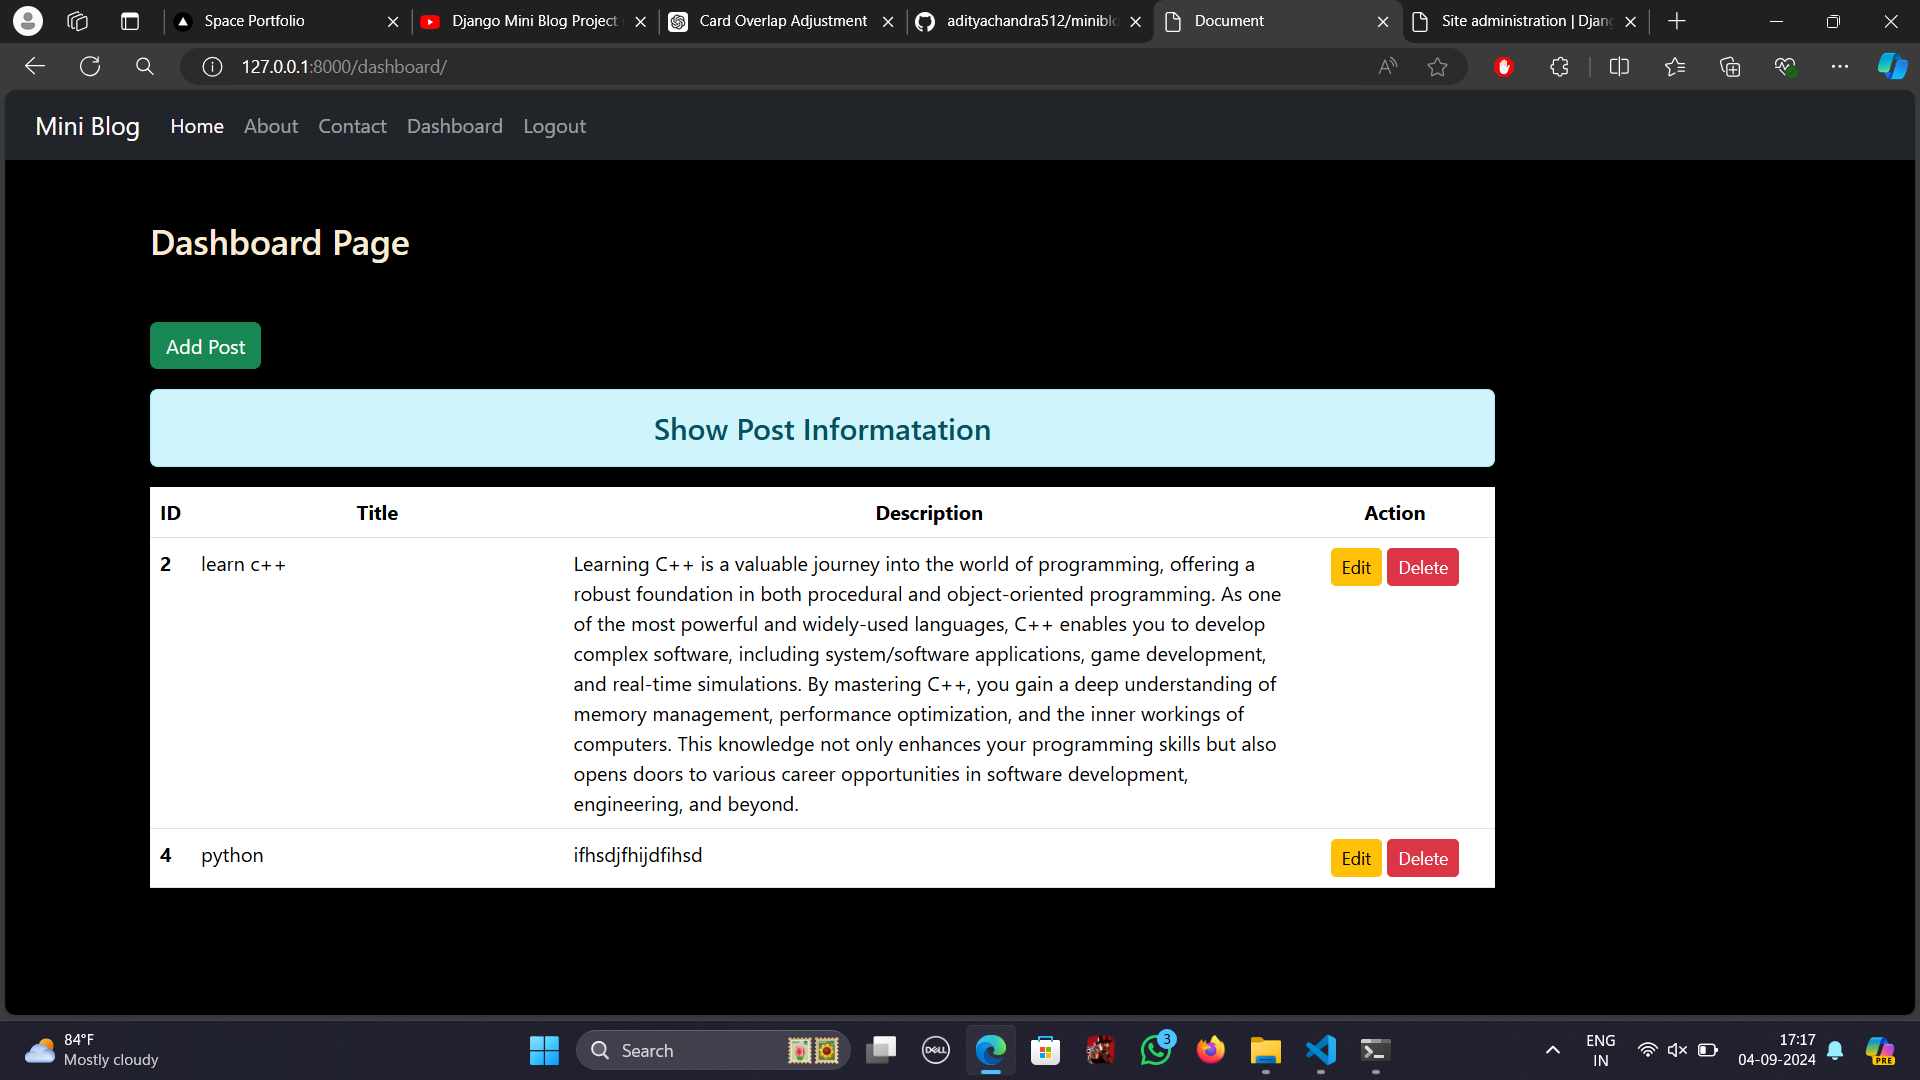 Space Portfolio
Django Mini Blog Project
Card Overlap Adjustment
adityachandra512/miniblo
Document
Site administration | Djang
127.0.0.1:8000/dashboard/
Mini Blog Home About Contact Dashboard Logout
Dashboard Page
Add Post
Show Post Informatation
ID Title Description Action
2 learn c++ Learning C++ is a valuable journey into the world of programming, offering a Edit Delete
robust foundation in both procedural and object-oriented programming. As one
of the most powerful and widely-used languages, C++ enables you to develop
complex software, including system/software applications, game development,
and real-time simulations. By mastering C++, you gain a deep understanding of
memory management, performance optimization, and the inner workings of
computers. This knowledge not only enhances your programming skills but also
opens doors to various career opportunities in software development,
engineering, and beyond.
4 python ifhsdjfhijdfihsd Edit Delete
84°F
Mostly cloudy
Search
DELL
3
ENG
IN
17:17
04-09-2024
PRE